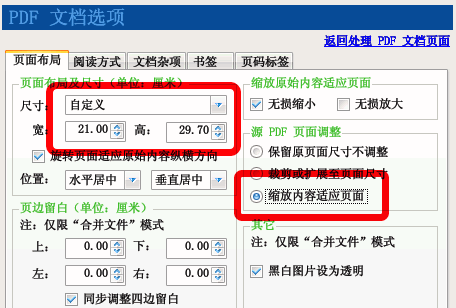 PDF 文档选项
返回处理 PDF 文档页面
页面布局 阅读方式 文档杂项 书签 页码标签
页面布局及尺寸（单位：厘米）
尺寸： 自定义
宽： 21.00 高： 29.70
旋转页面适应原始内容纵横方向
位置： 水平居中 垂直居中
页边留白（单位：厘米）
注：仅限“合并文件”模式
上： 0.00 下： 0.00
左： 0.00 右： 0.00
同步调整四边留白
缩放原始内容适应页面
无损缩小 无损放大
源 PDF 页面调整
保留原页面尺寸不调整
裁剪或扩展至页面尺寸
缩放内容适应页面
其它
注：仅限“合并文件”模式
黑白图片设为透明